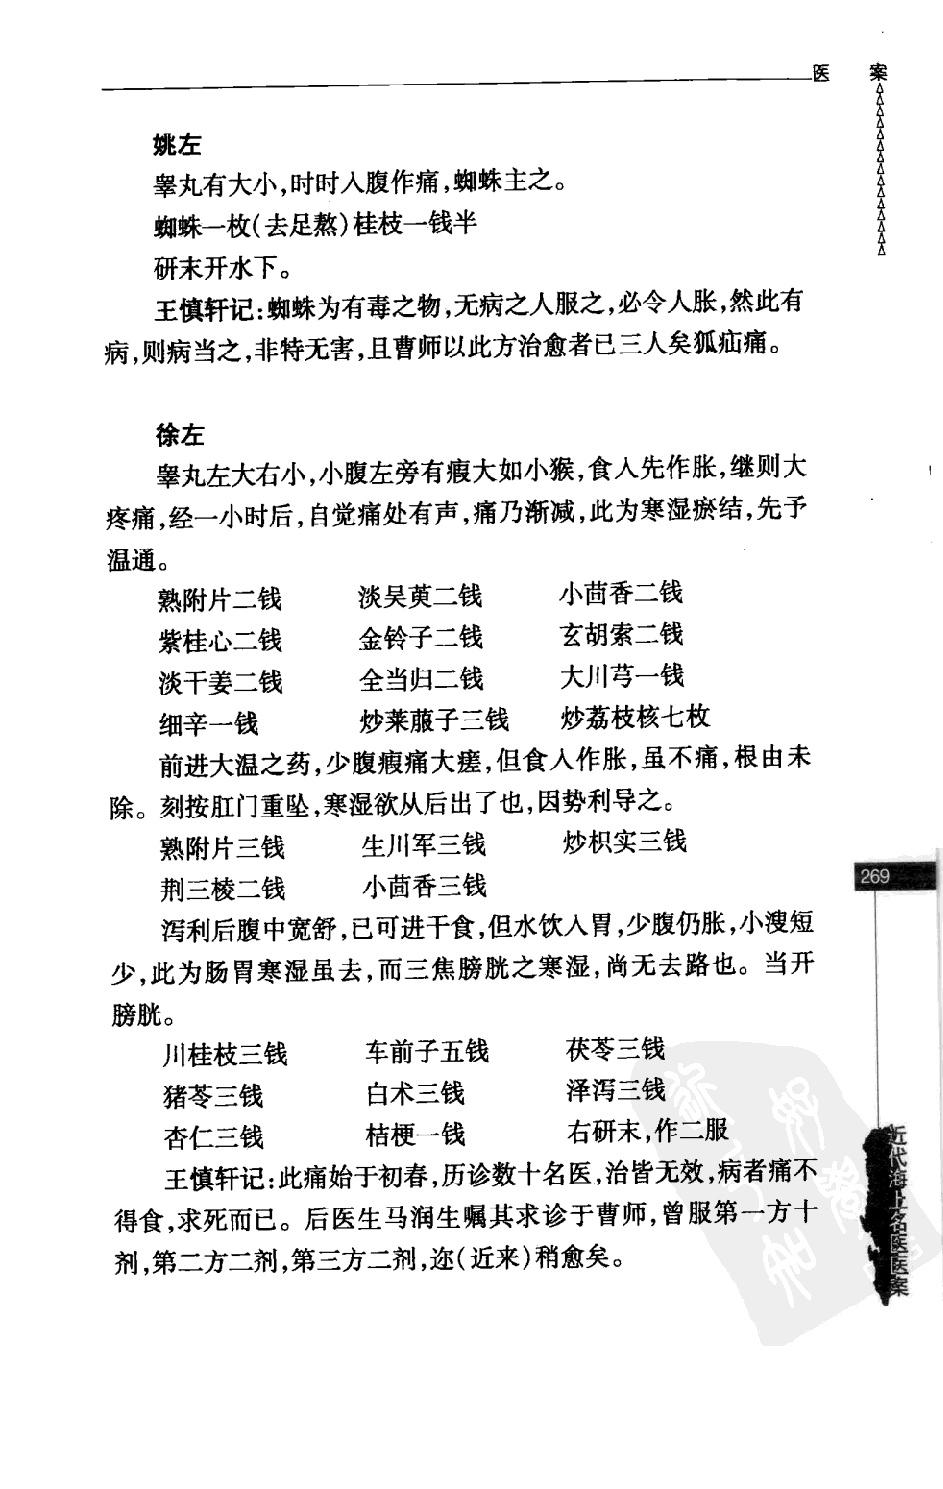 医 案
姚左
睾丸有大小,时时入腹作痛,蜘蛛主之。
蜘蛛一枚(去足熬)桂枝一钱半
研末开水下。
王慎轩记:蜘蛛为有毒之物,无病之人服之,必令人胀,然此有
病,则病当之,非特无害,且曹师以此方治愈者已三人矣狐疝痛。
徐左
睾丸左大右小,小腹左旁有瘕大如小猴,食入先作胀,继则大
疼痛,经一小时后,自觉痛处有声,痛乃渐减,此为寒湿瘀结,先予
温通。
熟附片二钱 淡吴萸二钱 小茴香二钱
紫桂心二钱 金铃子二钱 玄胡索二钱
淡干姜二钱 全当归二钱 大川芎一钱
细辛一钱 炒莱菔子三钱 炒荔枝核七枚
前进大温之药,少腹瘕痛大瘥,但食入作胀,虽不痛,根由未
除。刻按肛门重坠,寒湿欲从后出了也,因势利导之。
熟附片三钱 生川军三钱 炒枳实三钱
荆三棱二钱 小茴香三钱
泻利后腹中宽舒,已可进干食,但水饮入胃,少腹仍胀,小溲短
少,此为肠胃寒湿虽去,而三焦膀胱之寒湿,尚无去路也。当开
膀胱。
川桂枝三钱 车前子五钱 茯苓三钱
猪苓三钱 白术三钱 泽泻三钱
杏仁三钱 桔梗一钱 右研末,作二服
王慎轩记:此痛始于初春,历诊数十名医,治皆无效,病者痛不
得食,求死而已。后医生马润生嘱其求诊于曹师,曾服第一方十
剂,第二方二剂,第三方二剂,迩(近来)稍愈矣。
269
近代海上名医医案